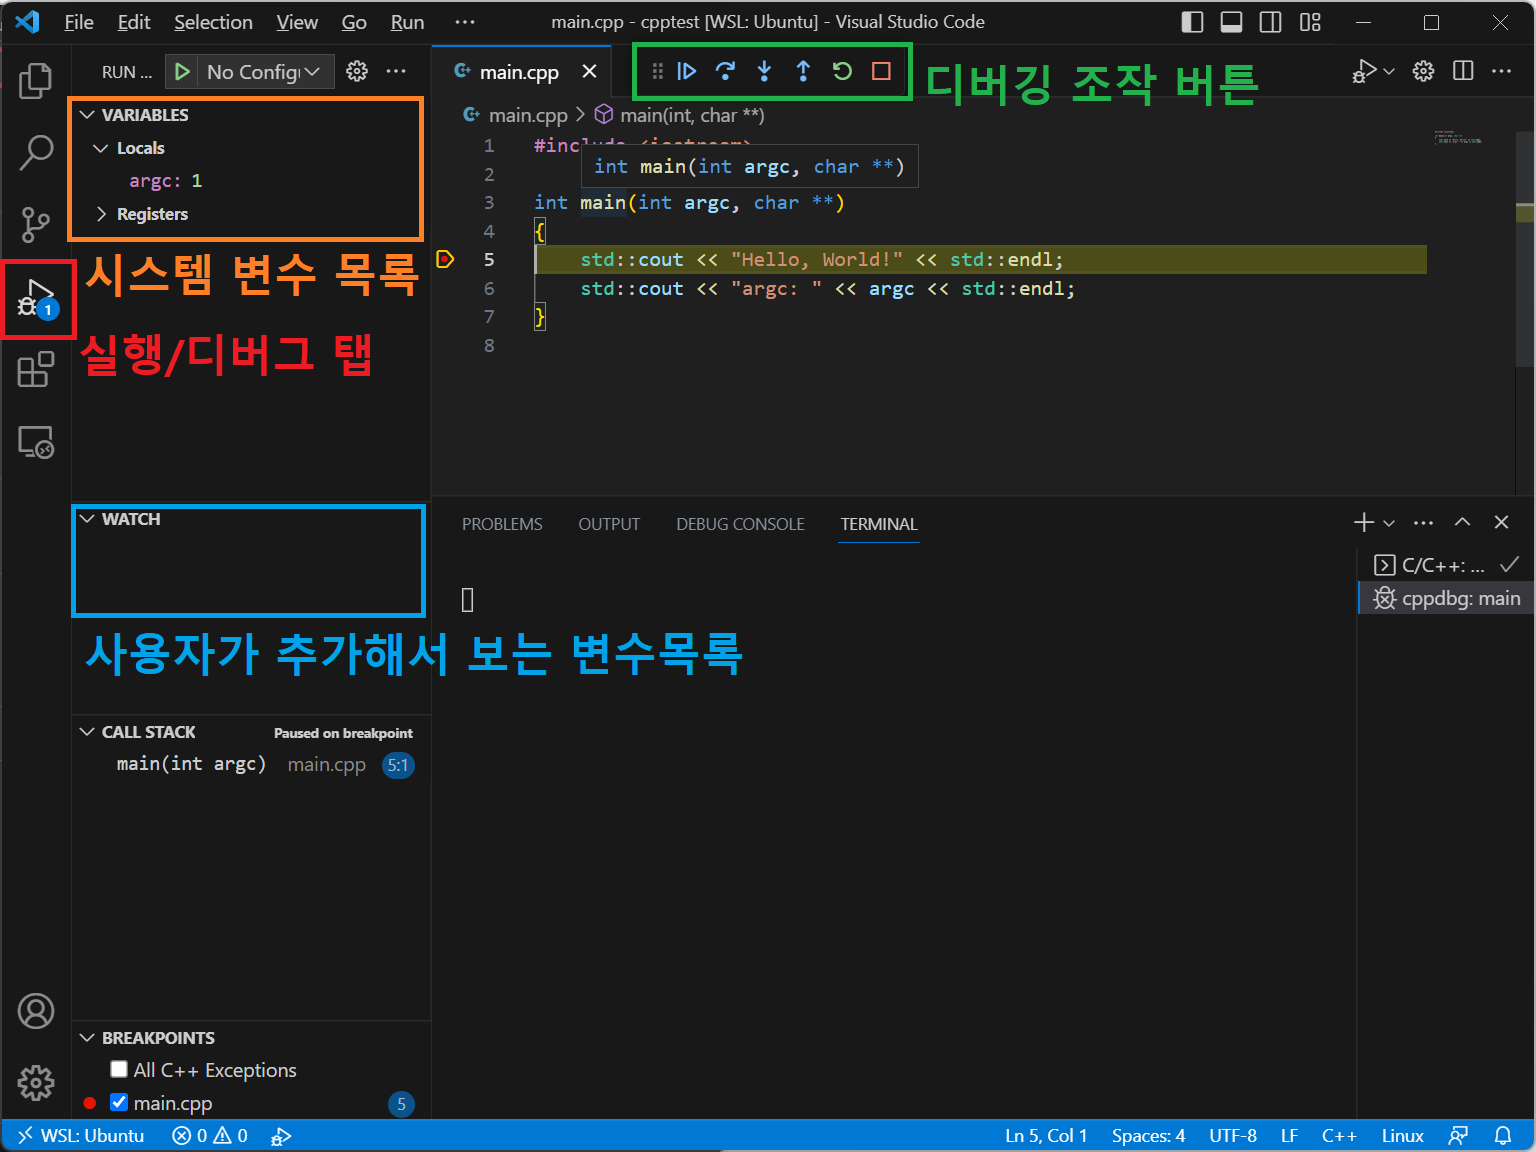 File Edit Selection View Go Run ··· main.cpp - cpptest [WSL: Ubuntu] - Visual Studio Code
RUN ... No Config
main.cpp
디버깅 조작 버튼
main.cpp > main(int, char **)
VARIABLES
Locals
argc: 1
Registers
시스템 변수 목록
1
실행/디버그 탭
1 #include <iostream>
int main(int argc, char **)
2
3 int main(int argc, char **)
4 {
5 std::cout << "Hello, World!" << std::endl;
6 std::cout << "argc: " << argc << std::endl;
7 }
8
WATCH
사용자가 추가해서 보는 변수목록
PROBLEMS OUTPUT DEBUG CONSOLE TERMINAL
C/C++: ...
cppdbg: main
CALL STACK Paused on breakpoint
main(int argc) main.cpp 5:1
BREAKPOINTS
All C++ Exceptions
main.cpp 5
WSL: Ubuntu 0 0 Ln 5, Col 1 Spaces: 4 UTF-8 LF C++ Linux